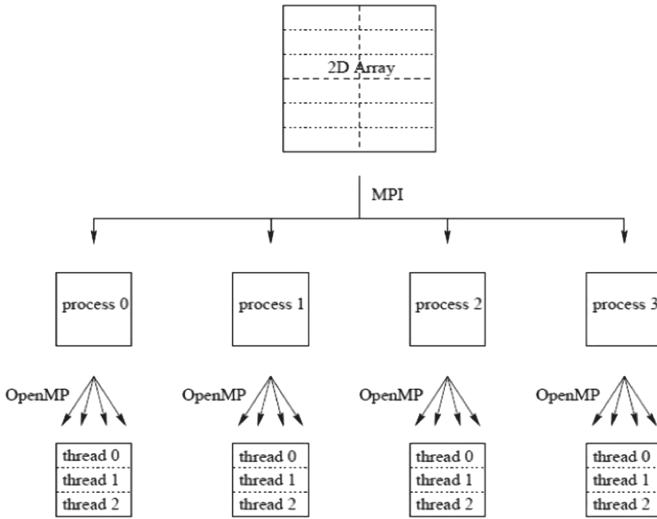 2D Array
MPI
process 0
process 1
process 2
process 3
OpenMP
OpenMP
OpenMP
OpenMP
thread 0
thread 1
thread 2
thread 0
thread 1
thread 2
thread 0
thread 1
thread 2
thread 0
thread 1
thread 2